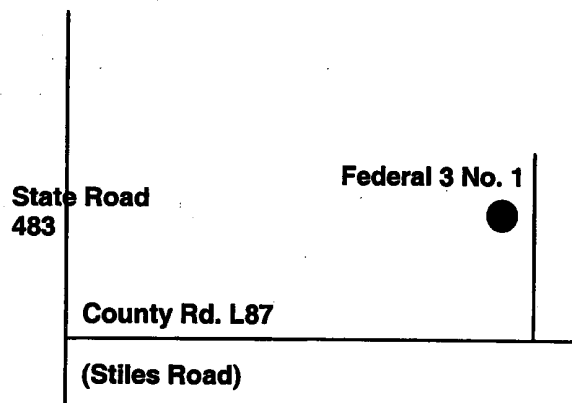 Federal 3 No. 1
State Road
483
County Rd. L87
(Stiles Road)